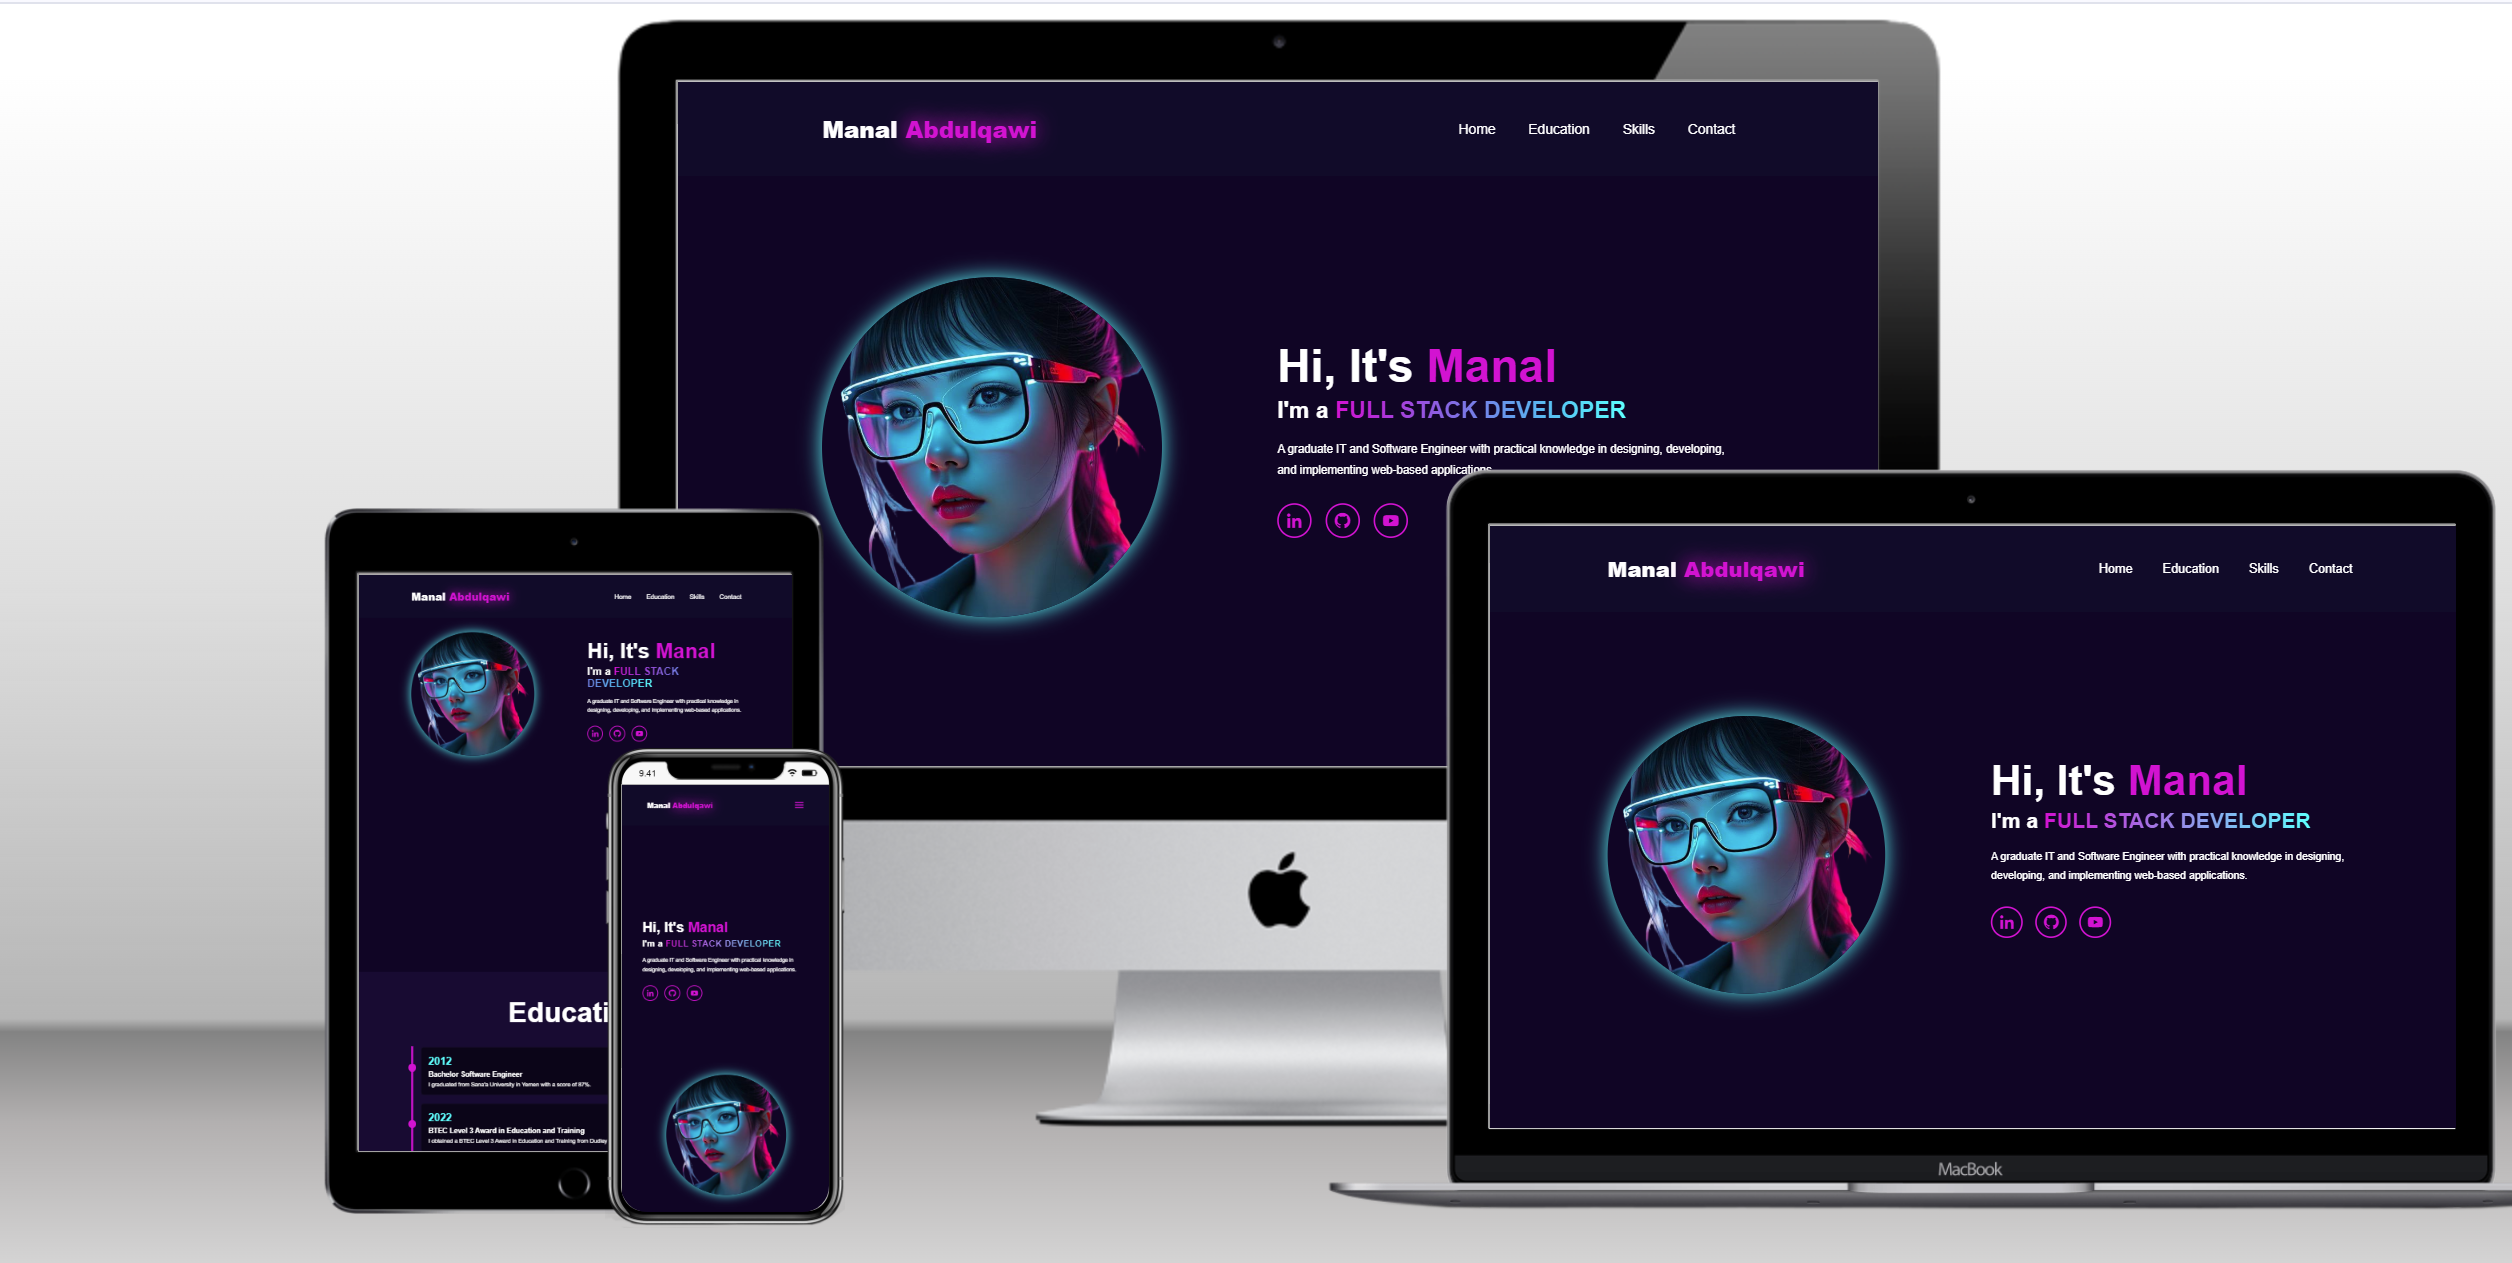 Manal Abdulqawi
Home Education Skills Contact
Hi, It's Manal
I'm a FULL STACK DEVELOPER
A graduate IT and Software Engineer with practical knowledge in designing, developing,
and implementing web-based applications.
Manal Abdulqawi
Home Education Skills Contact
Hi, It's Manal
I'm a FULL STACK
DEVELOPER
A graduate IT and Software Engineer with practical knowledge in
designing, developing, and implementing web-based applications.
Educati
2012
Bachelor Software Engineer
I graduated from Sana's University in Yemen with a score of 87%.
2022
BTEC Level 3 Award in Education and Training
I obtained a BTEC Level 3 Award in Education and Training from Dudley
9.41
Manal Abdulqawi
Hi, It's Manal
I'm a FULL STACK DEVELOPER
A graduate IT and Software Engineer with practical knowledge in
designing, developing, and implementing web-based applications.
Manal Abdulqawi
Home Education Skills Contact
Hi, It's Manal
I'm a FULL STACK DEVELOPER
A graduate IT and Software Engineer with practical knowledge in designing,
developing, and implementing web-based applications.
in
in
in
in
MacBook